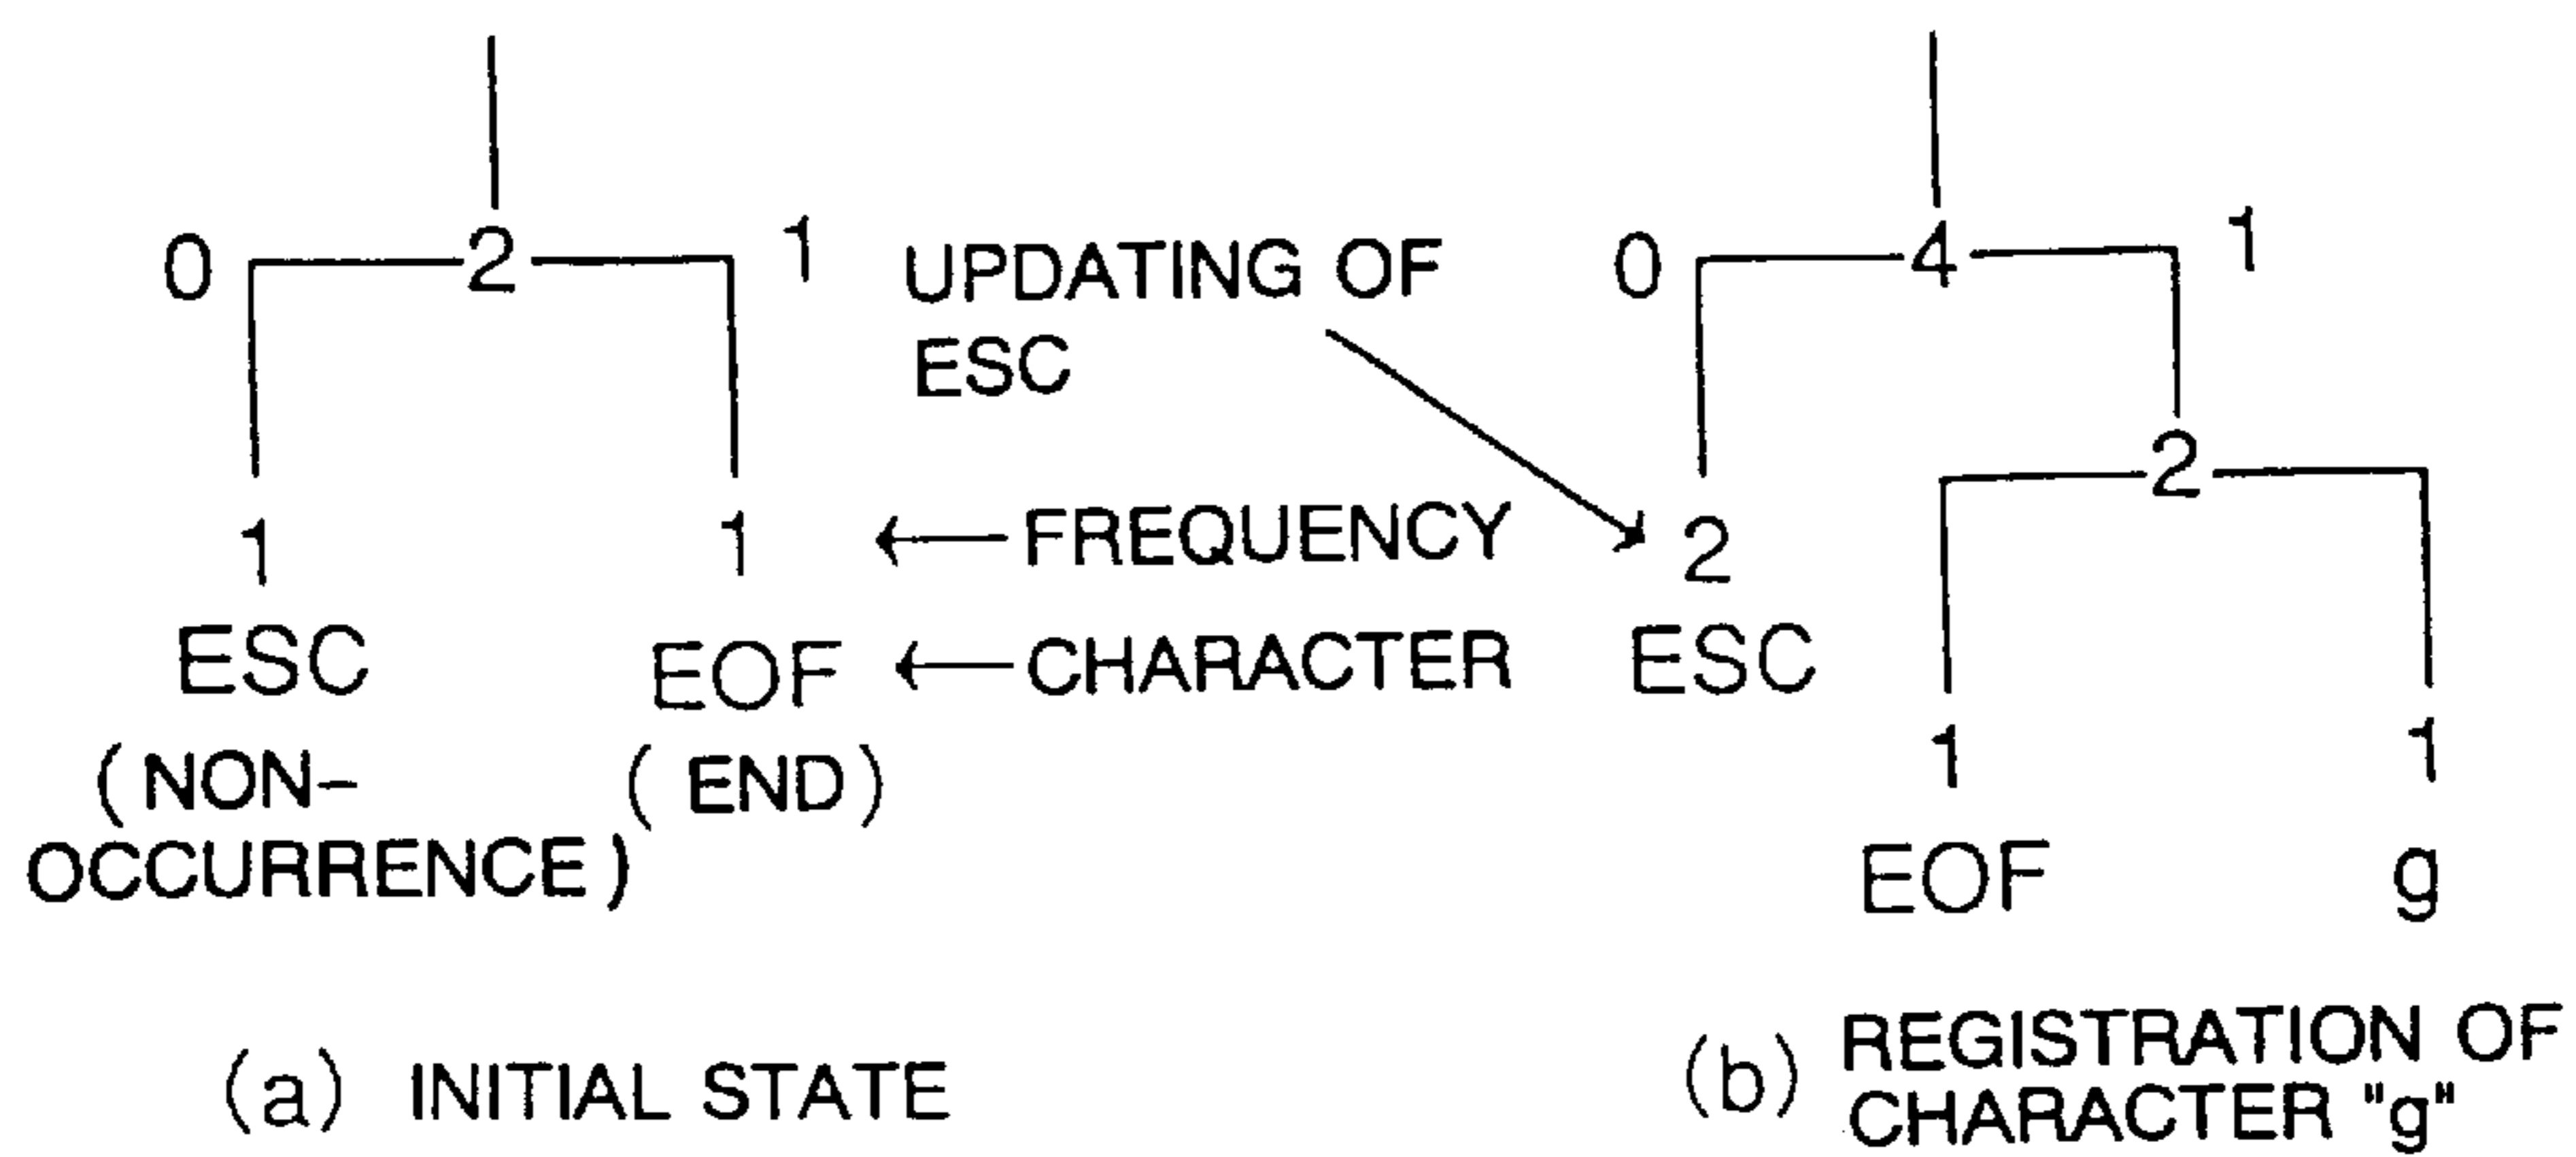 0 2 1
1 1
ESC EOF
(NON-
OCCURRENCE)
(END)
UPDATING OF
ESC
← FREQUENCY
← CHARACTER
0 4 1
2
2
ESC
1 1
EOF g
(a) INITIAL STATE
(b) REGISTRATION OF
CHARACTER "g"